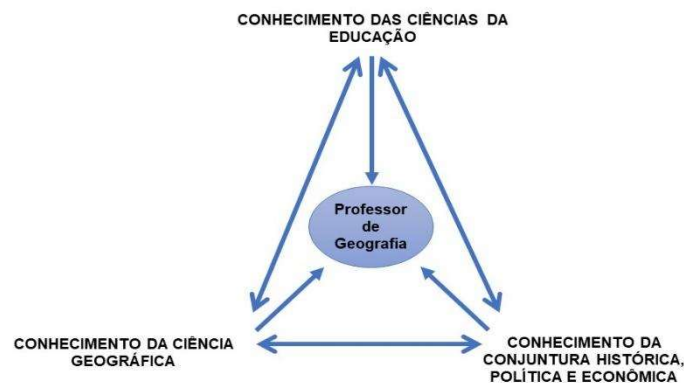 CONHECIMENTO DAS CIÊNCIAS DA
EDUCAÇÃO
Professor
de
Geografia
CONHECIMENTO DA CIÊNCIA
GEOGRÁFICA
CONHECIMENTO DA
CONJUNTURA HISTÓRICA,
POLÍTICA E ECONÔMICA